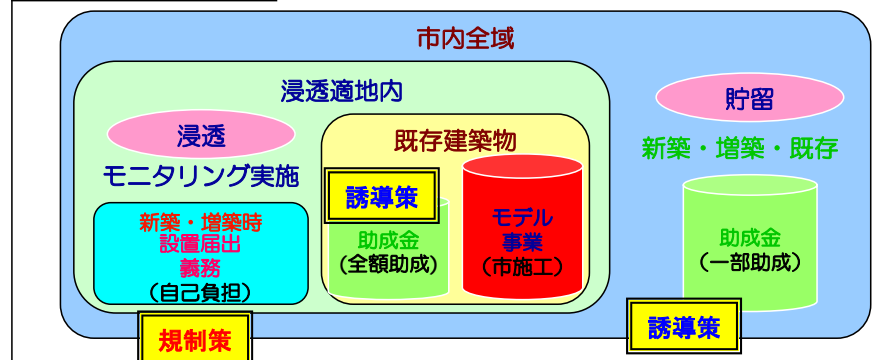 市内全域
浸透適地内
浸透
モニタリング実施
新築・増築時
設置届出
義務
（自己負担）
規制策
既存建築物
誘導策
助成金
（全額助成）
モデル
事業
（市施工）
貯留
新築・増築・既存
助成金
（一部助成）
誘導策